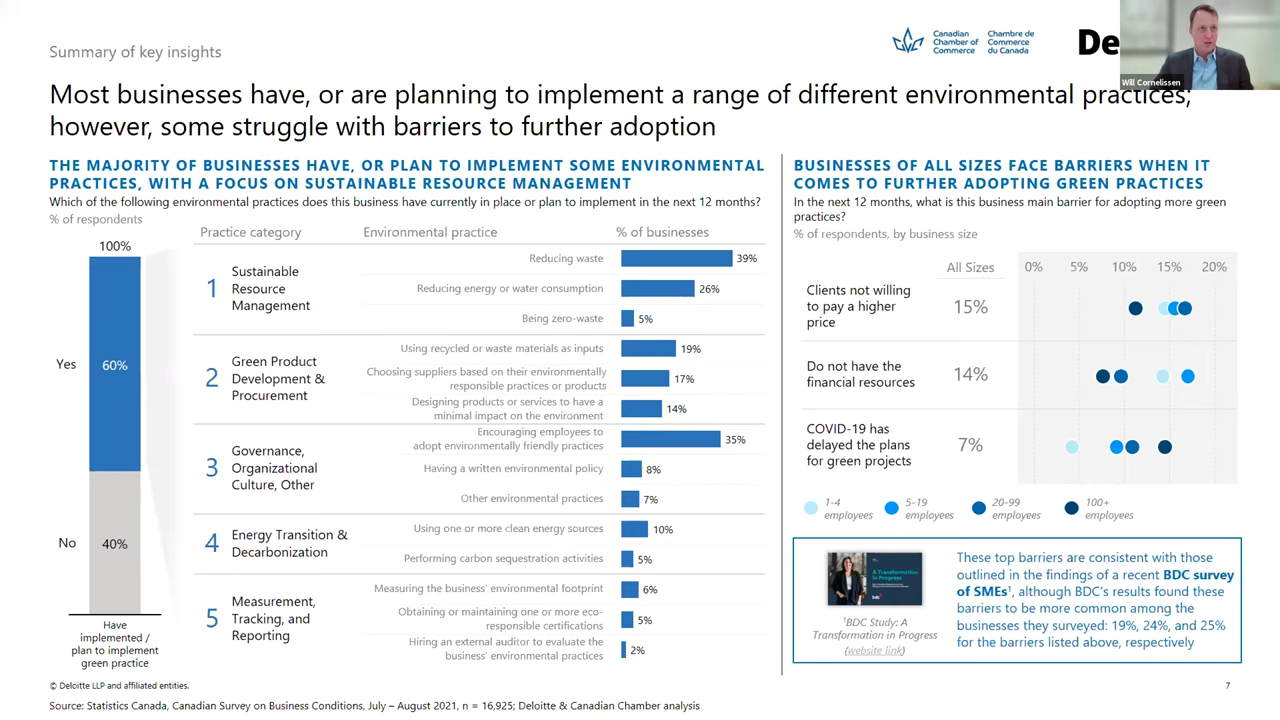 Summary of key insights
Canadian
Chamber of
Commerce
Chambre de
Commerce
du Canada
De
Will Cornelissen
Most businesses have, or are planning to implement a range of different environmental practices;
however, some struggle with barriers to further adoption
THE MAJORITY OF BUSINESSES HAVE, OR PLAN TO IMPLEMENT SOME ENVIRONMENTAL
PRACTICES, WITH A FOCUS ON SUSTAINABLE RESOURCE MANAGEMENT
Which of the following environmental practices does this business have currently in place or plan to implement in the next 12 months?
% of respondents
100%
Yes
60%
No
40%
Have
implemented /
plan to implement
green practice
Practice category
Environmental practice
% of businesses
1
Sustainable
Resource
Management
Reducing waste
39%
Reducing energy or water consumption
26%
Being zero-waste
5%
2
Green Product
Development &
Procurement
Using recycled or waste materials as inputs
19%
Choosing suppliers based on their environmentally
responsible practices or products
17%
Designing products or services to have a
minimal impact on the environment
14%
3
Governance,
Organizational
Culture, Other
Encouraging employees to
adopt environmentally friendly practices
35%
Having a written environmental policy
8%
Other environmental practices
7%
4
Energy Transition &
Decarbonization
Using one or more clean energy sources
10%
Performing carbon sequestration activities
5%
5
Measurement,
Tracking, and
Reporting
Measuring the business' environmental footprint
6%
Obtaining or maintaining one or more eco-
responsible certifications
5%
Hiring an external auditor to evaluate the
business' environmental practices
2%
BUSINESSES OF ALL SIZES FACE BARRIERS WHEN IT
COMES TO FURTHER ADOPTING GREEN PRACTICES
In the next 12 months, what is this business main barrier for adopting more green
practices?
% of respondents, by business size
All Sizes
0% 5% 10% 15% 20%
Clients not willing
to pay a higher
price
15%
Do not have the
financial resources
14%
COVID-19 has
delayed the plans
for green projects
7%
1-4
employees
5-19
employees
20-99
employees
100+
employees
A Transformation
in Progress
bdc
¹BDC Study: A
Transformation in Progress
(website link)
These top barriers are consistent with those
outlined in the findings of a recent BDC survey
of SMEs¹, although BDC's results found these
barriers to be more common among the
businesses they surveyed: 19%, 24%, and 25%
for the barriers listed above, respectively
© Deloitte LLP and affiliated entities.
7
Source: Statistics Canada, Canadian Survey on Business Conditions, July – August 2021, n = 16,925; Deloitte & Canadian Chamber analysis